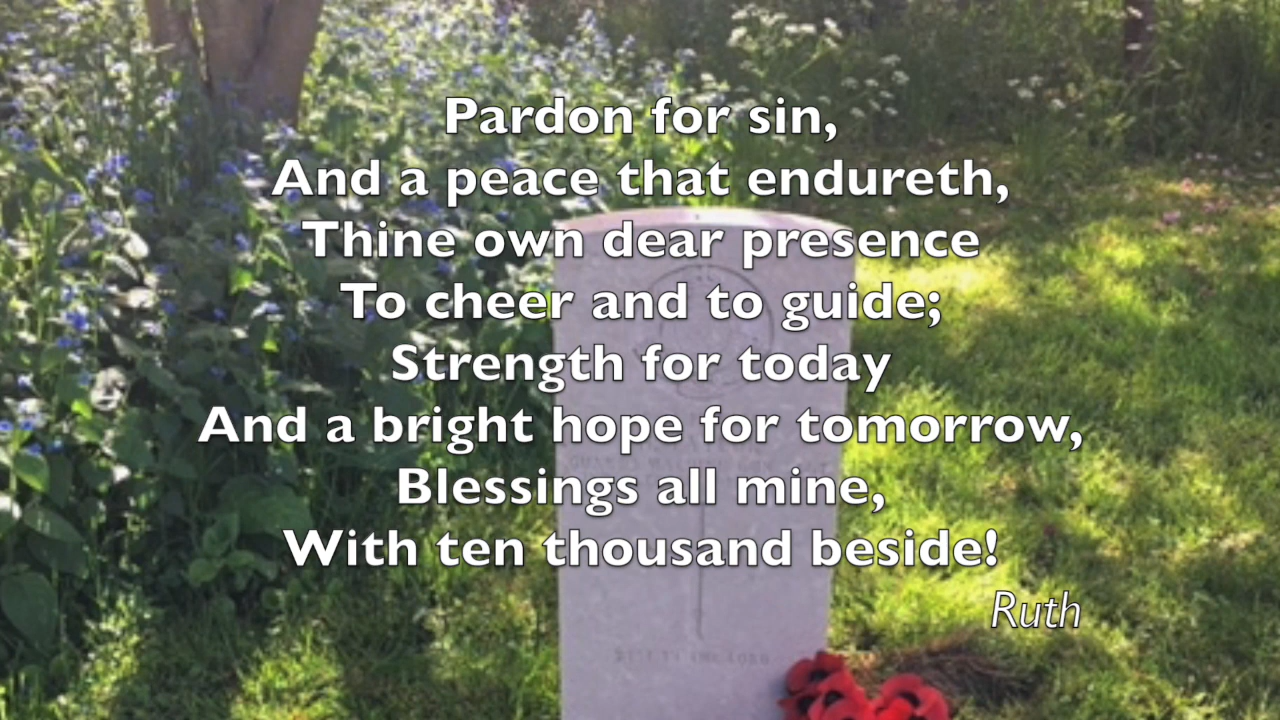 Pardon for sin,
And a peace that endureth,
Thine own dear presence
To cheer and to guide;
Strength for today
And a bright hope for tomorrow,
Blessings all mine,
With ten thousand beside!
Ruth